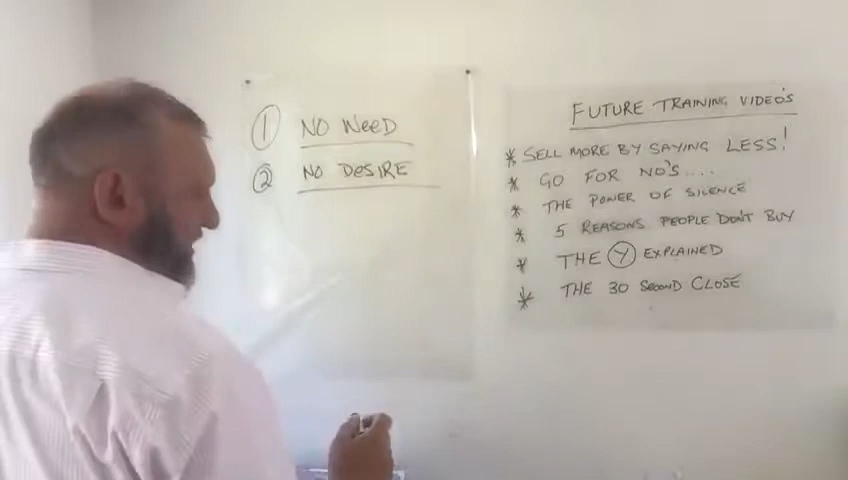 1 NO NEED
2 NO DESIRE
FUTURE TRAINING VIDEO'S
* SELL MORE BY SAYING LESS!
* GO FOR NO'S....
* THE POWER OF SILENCE
* 5 REASONS PEOPLE DON'T BUY
* THE Y EXPLAINED
* THE 30 SECOND CLOSE